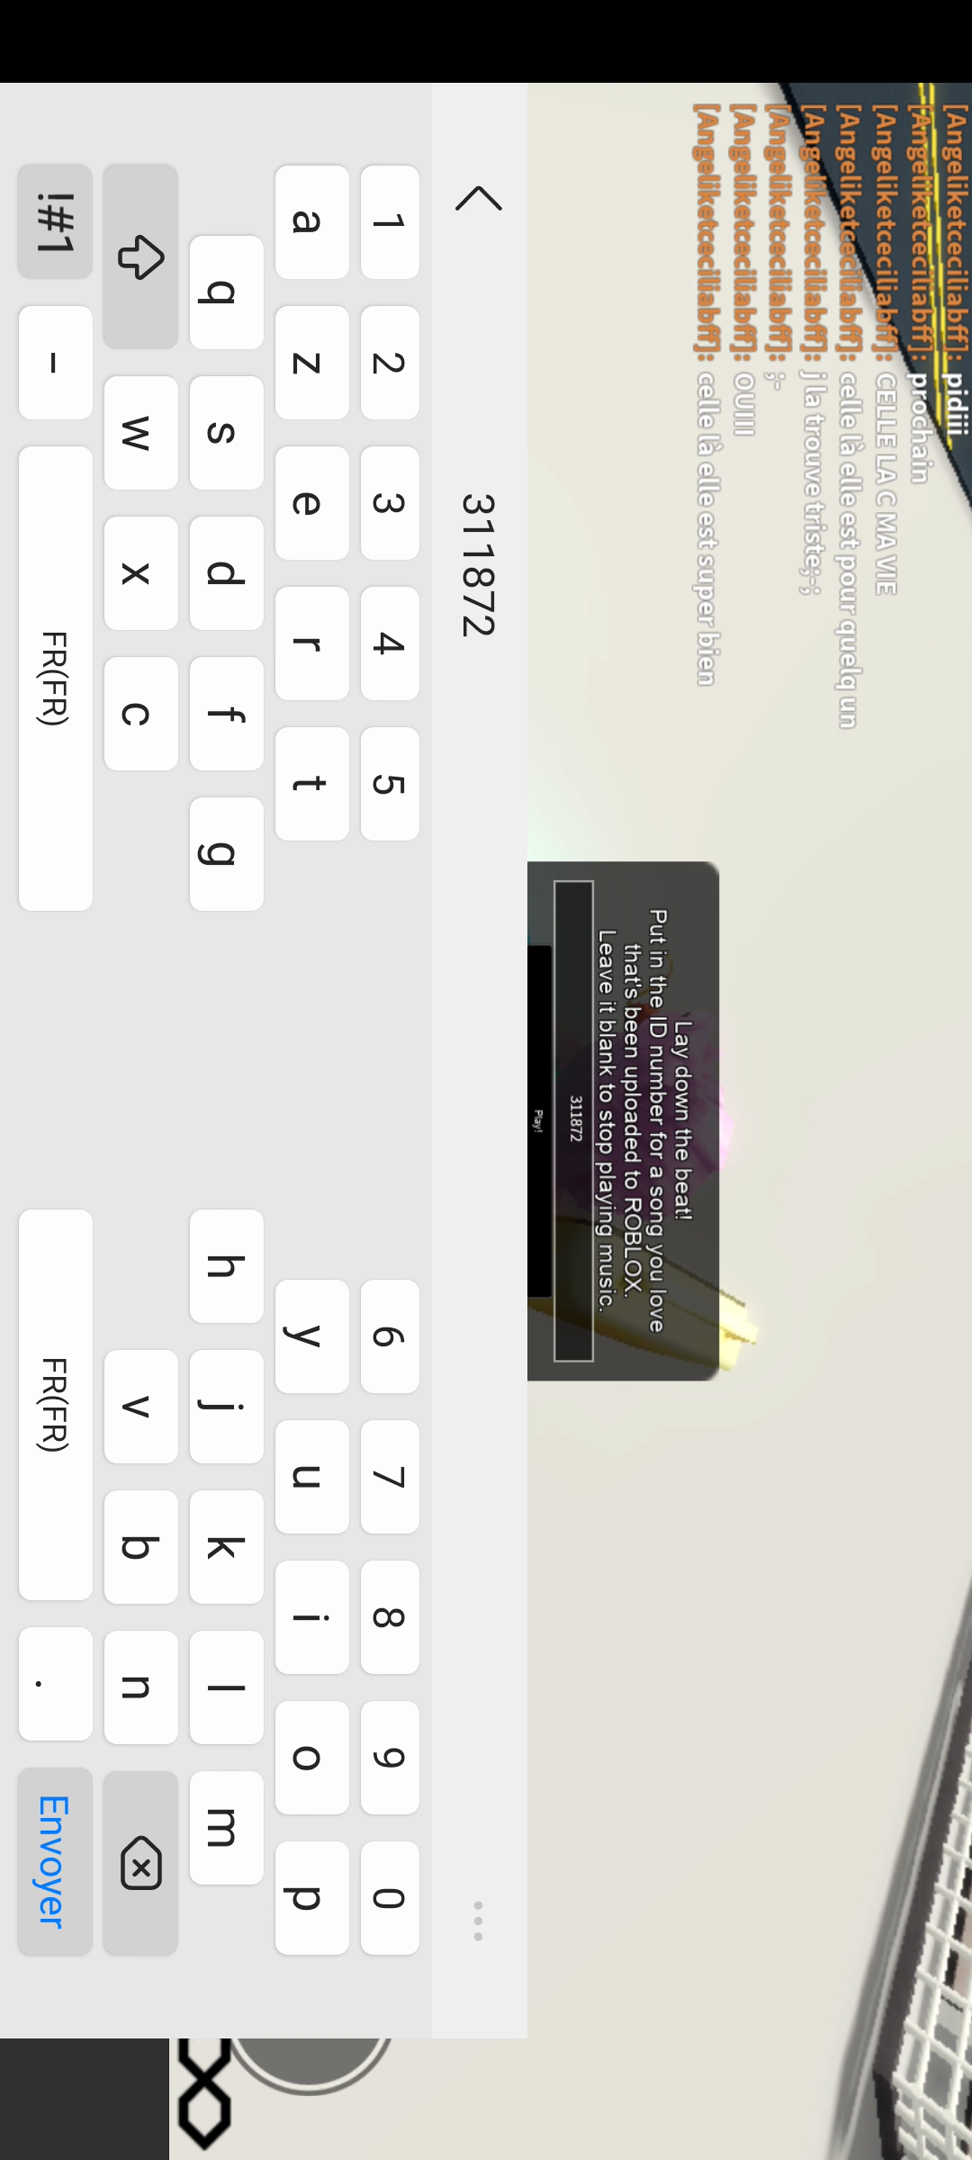 [Angeliketceciliabff]: pidiii
[Angeliketceciliabff]: prochain
[Angeliketceciliabff]: CELLE LA C MA VIE
[Angeliketceciliabff]: celle là elle est pour quelq un
[Angeliketceciliabff]: j la trouve triste;-;
[Angeliketceciliabff]: ;-
[Angeliketceciliabff]: OUIII
[Angeliketceciliabff]: celle là elle est super bien
Lay down the beat!
Put in the ID number for a song you love
that's been uploaded to ROBLOX.
Leave it blank to stop playing music.
311872
Play!
311872
1 2 3 4 5 6 7 8 9 0
a z e r t y u i o p
q s d f g h j k l m
w x c v b n
!#1 - FR(FR) FR(FR) . Envoyer